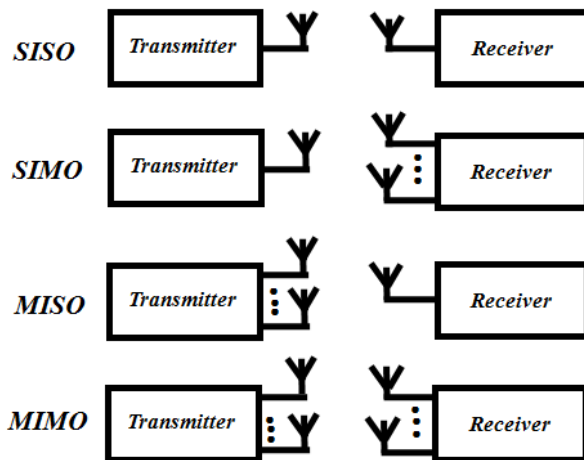 SISO Transmitter Receiver
SIMO Transmitter Receiver
MISO Transmitter Receiver
MIMO Transmitter Receiver